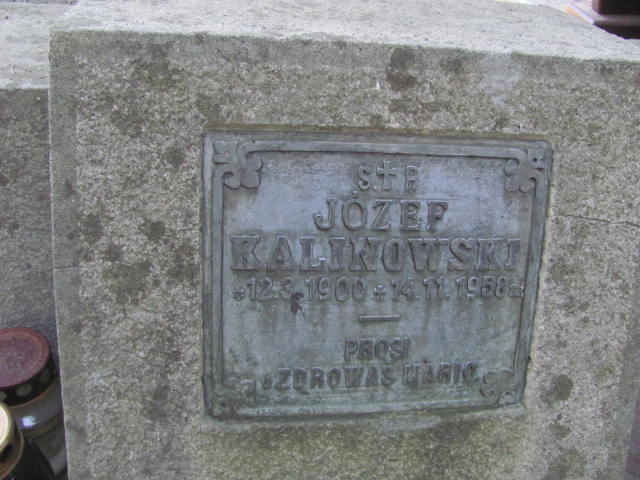 S✝P.
JÓZEF
KALINOWSKI
*12.3.1900 *14.11.1958
PROSI
O ZDROWAŚ MARIO